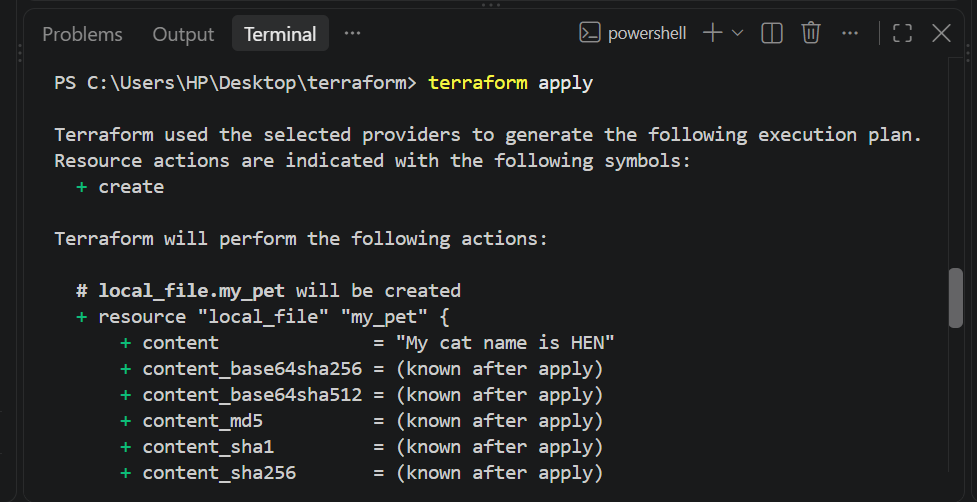 Problems Output Terminal ··· powershell ···
PS C:\Users\HP\Desktop\terraform> terraform apply
Terraform used the selected providers to generate the following execution plan.
Resource actions are indicated with the following symbols:
+ create
Terraform will perform the following actions:
# local_file.my_pet will be created
+ resource "local_file" "my_pet" {
+ content = "My cat name is HEN"
+ content_base64sha256 = (known after apply)
+ content_base64sha512 = (known after apply)
+ content_md5 = (known after apply)
+ content_sha1 = (known after apply)
+ content_sha256 = (known after apply)